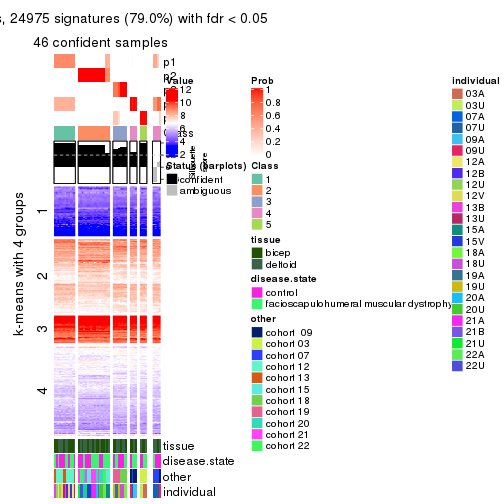 s, 24975 signatures (79.0%) with fdr < 0.05
46 confident samples
p1
p2
Class
Silhouette
score
k-means with 4 groups
1
2
3
4
tissue
disease.state
other
individual
Value
12
10
8
6
4
2
0
Status (barplots)
confident
ambiguous
Prob
1
0.8
0.6
0.4
0.2
0
Class
1
2
3
4
5
tissue
bicep
deltoid
disease.state
control
facioscapulohumeral muscular dystrophy
other
cohort 09
cohort 03
cohort 07
cohort 12
cohort 13
cohort 15
cohort 18
cohort 19
cohort 20
cohort 21
cohort 22
individual
03A
03U
07A
07U
09A
09U
12A
12B
12U
12V
13B
13U
15A
15V
18A
18U
19A
19U
20A
20U
21A
21B
21U
22A
22U